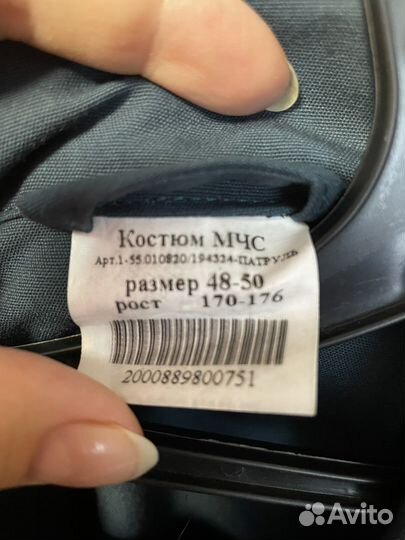 Костюм МЧС
Арт.1-55.010820/194334-ПАТРУЛЬ
размер 48-50
рост 170-176
2000889800751
Avito